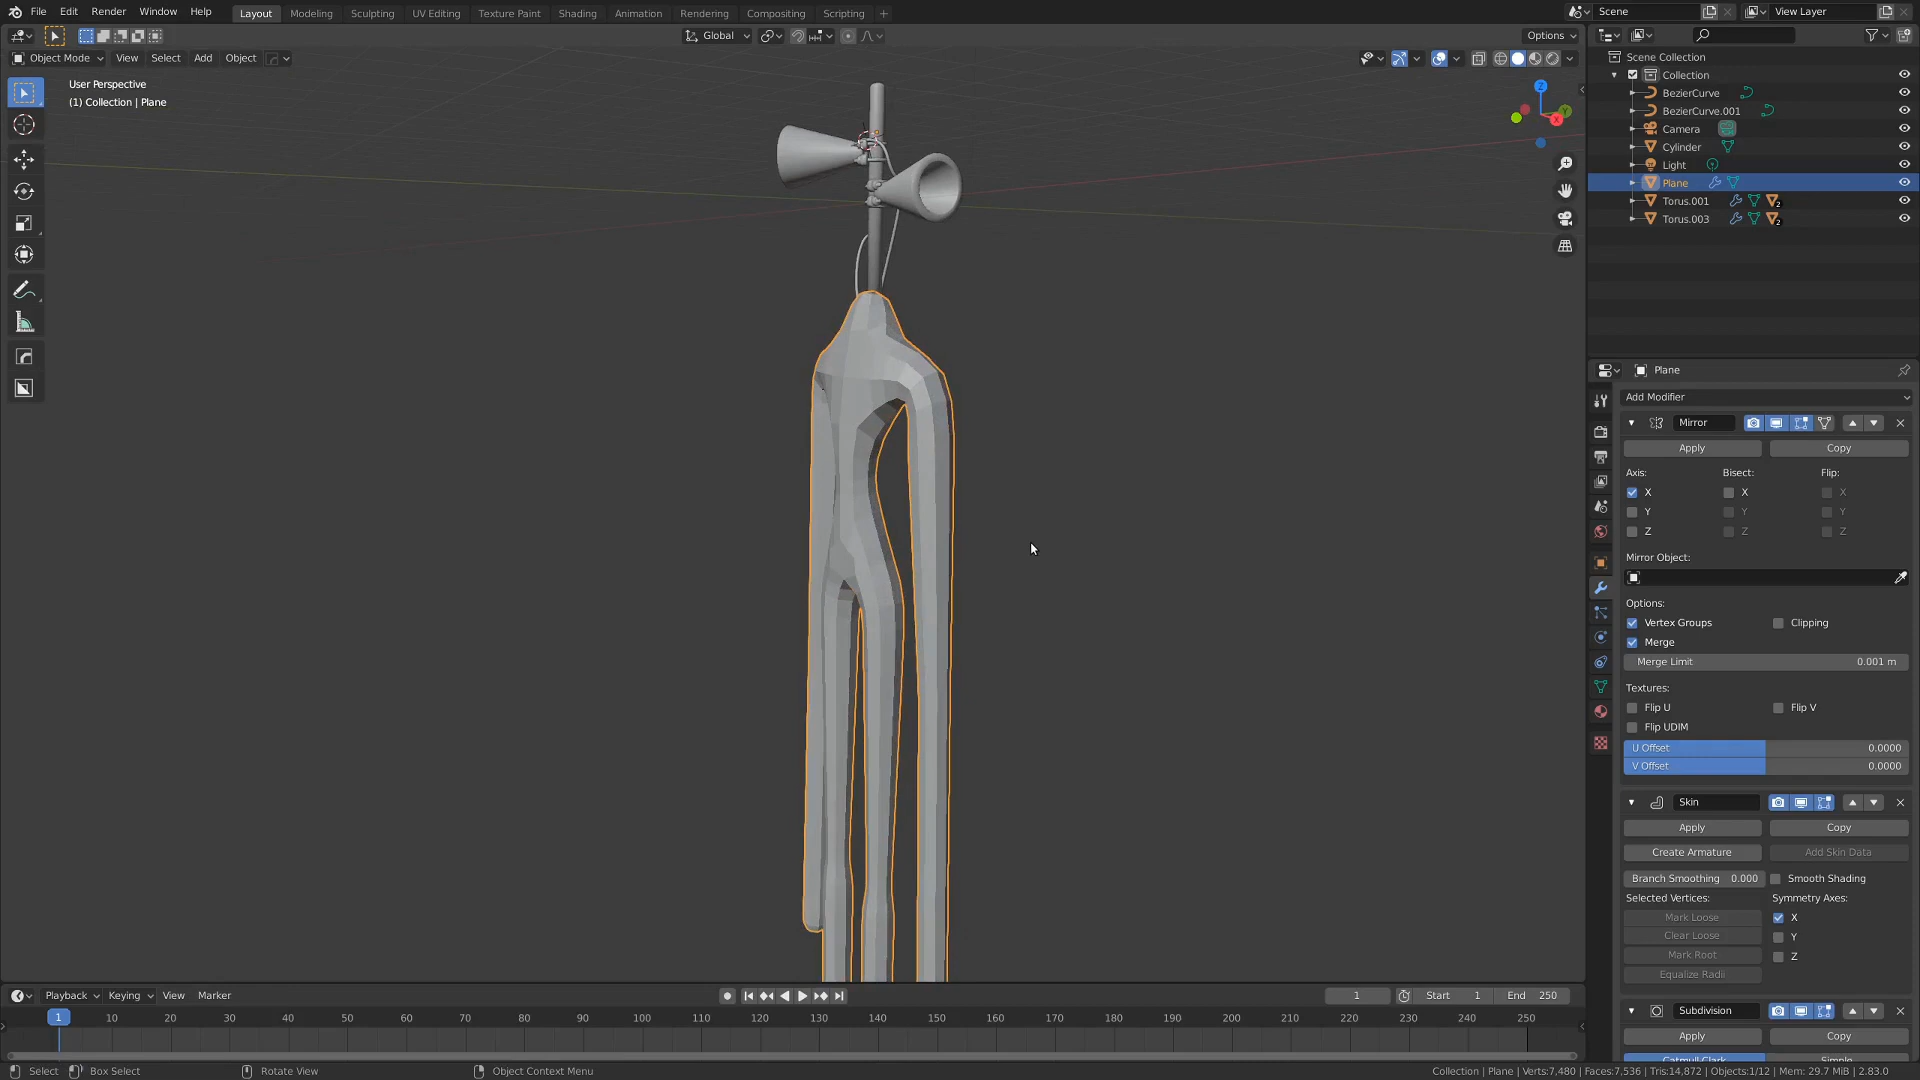 File Edit Render Window Help Layout Modeling Sculpting UV Editing Texture Paint Shading Animation Rendering Compositing Scripting + Scene View Layer
Global Options
Object Mode View Select Add Object
User Perspective
(1) Collection | Plane
Z
Y
X
Scene Collection
Collection
BezierCurve
BezierCurve.001
Camera
Cylinder
Light
Plane
Torus.001 2
Torus.003 2
Plane
Add Modifier
Mirror
Apply Copy
Axis: Bisect: Flip:
X X X
Y Y Y
Z Z Z
Mirror Object:
Options:
Vertex Groups Clipping
Merge
Merge Limit 0.001 m
Textures:
Flip U Flip V
Flip UDIM
U Offset 0.0000
V Offset 0.0000
Skin
Apply Copy
Create Armature Add Skin Data
Branch Smoothing 0.000 Smooth Shading
Selected Vertices: Symmetry Axes:
Mark Loose X
Clear Loose Y
Mark Root Z
Equalize Radii
Subdivision
Apply Copy
Catmull-Clark Simple
Playback Keying View Marker 1 Start 1 End 250
1 10 20 30 40 50 60 70 80 90 100 110 120 130 140 150 160 170 180 190 200 210 220 230 240 250
Select Box Select Rotate View Object Context Menu Collection | Plane | Verts:7,480 | Faces:7,536 | Tris:14,872 | Objects:1/12 | Mem: 29.7 MiB | 2.83.0